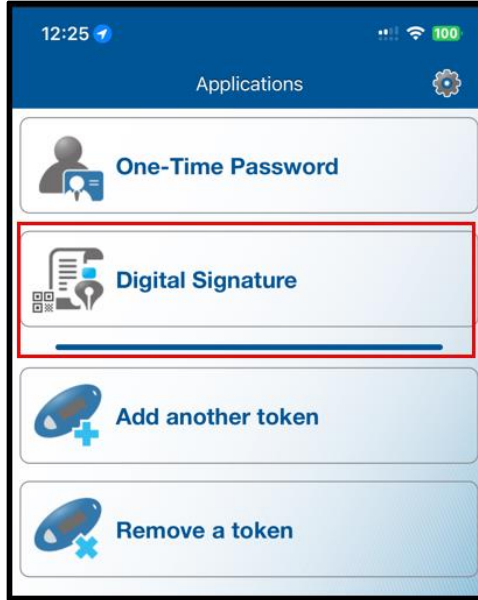 12:25
100
Applications
One-Time Password
Digital Signature
Add another token
Remove a token